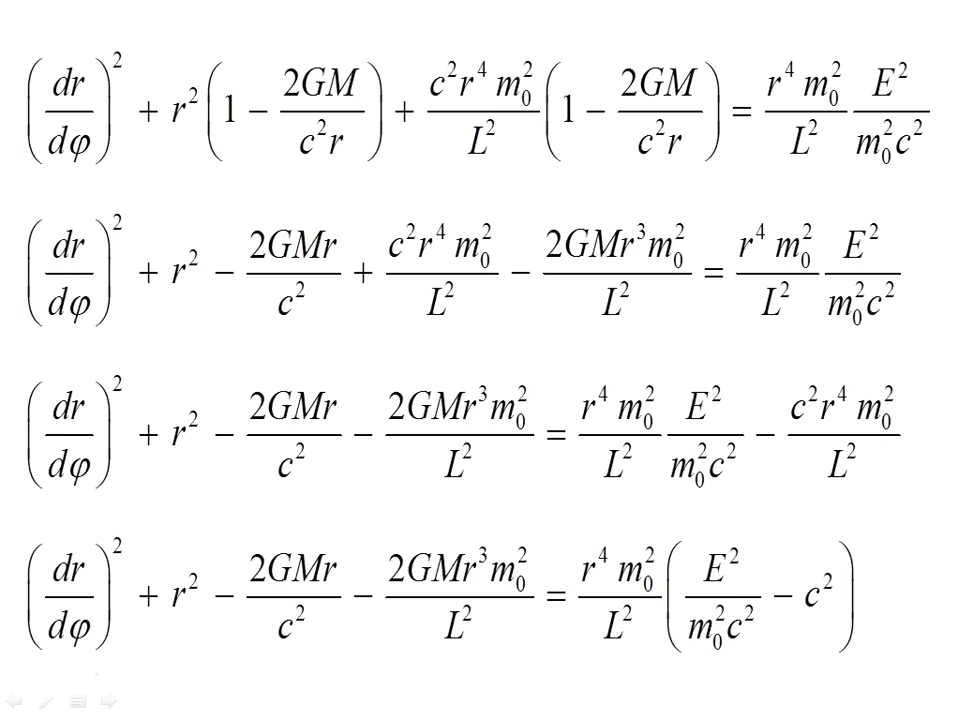 (dr/dφ)² + r²(1 − 2GM/c²r) + c²r⁴m₀²/L² (1 − 2GM/c²r) = r⁴m₀²/L² E²/m₀²c²
(dr/dφ)² + r² − 2GMr/c² + c²r⁴m₀²/L² − 2GMr³m₀²/L² = r⁴m₀²/L² E²/m₀²c²
(dr/dφ)² + r² − 2GMr/c² − 2GMr³m₀²/L² = r⁴m₀²/L² E²/m₀²c² − c²r⁴m₀²/L²
(dr/dφ)² + r² − 2GMr/c² − 2GMr³m₀²/L² = r⁴m₀²/L² (E²/m₀²c² − c²)